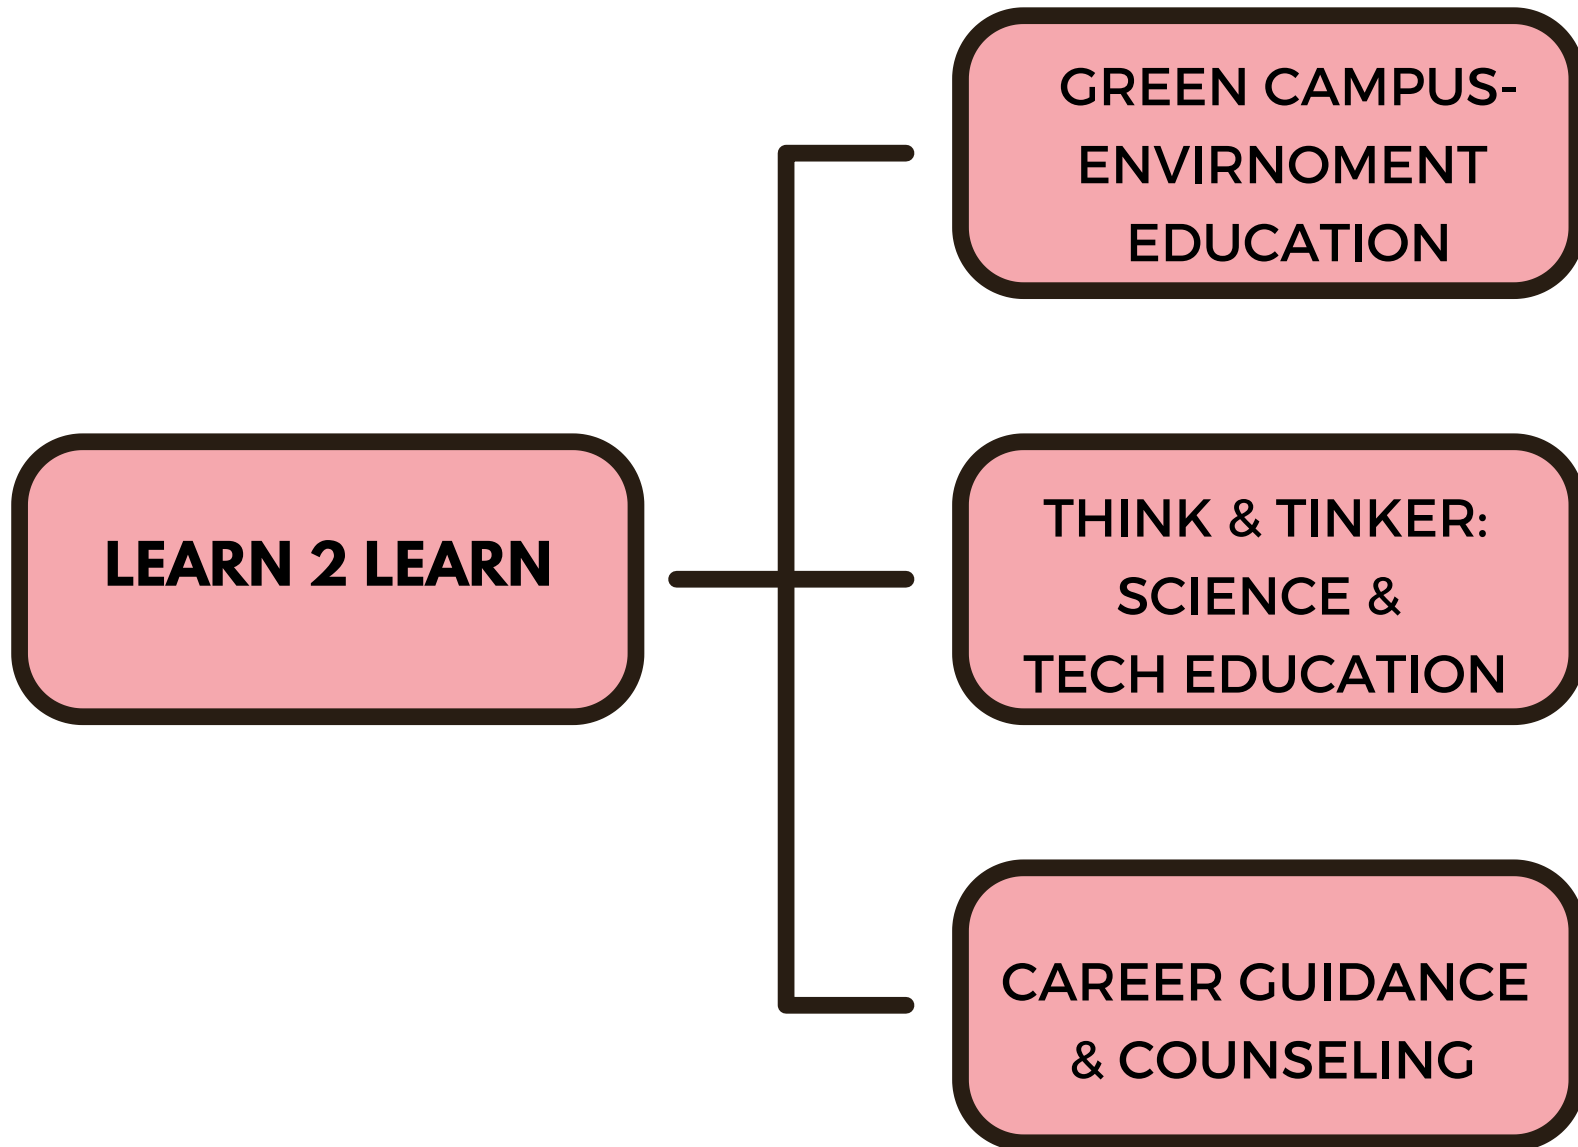 LEARN 2 LEARN
GREEN CAMPUS-
ENVIRNOMENT
EDUCATION
THINK & TINKER:
SCIENCE &
TECH EDUCATION
CAREER GUIDANCE
& COUNSELING